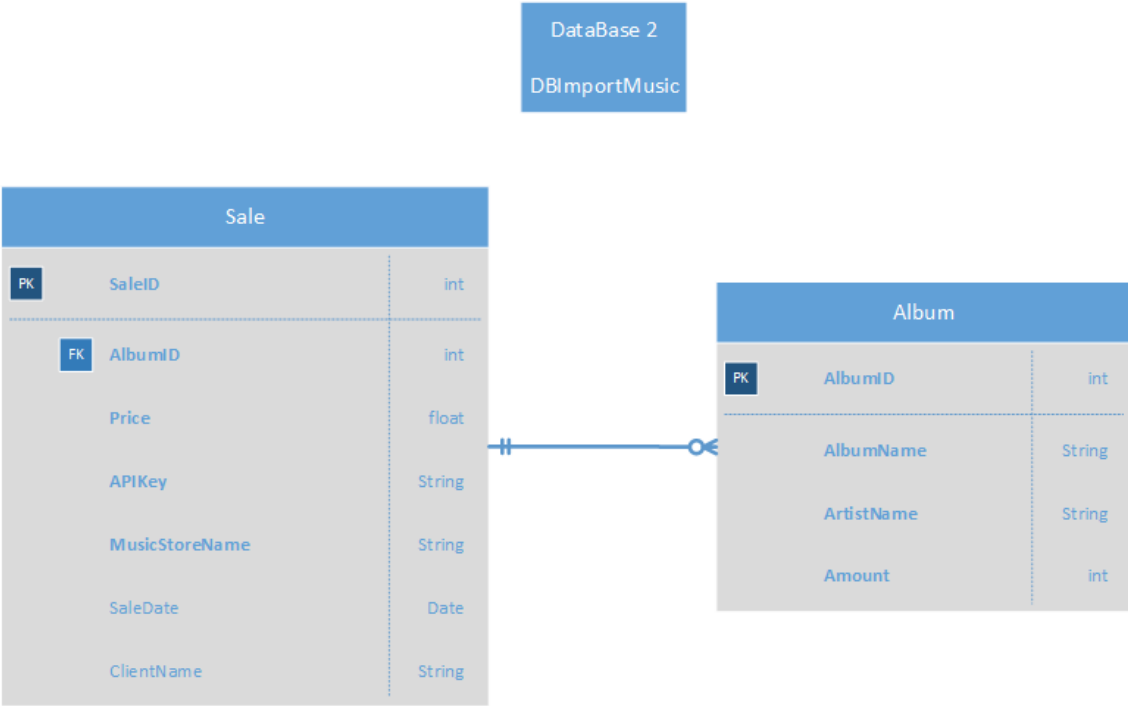 DataBase 2
DBImportMusic
Sale
PK SaleID int
FK AlbumID int
Price float
APIKey String
MusicStoreName String
SaleDate Date
ClientName String
Album
PK AlbumID int
AlbumName String
ArtistName String
Amount int